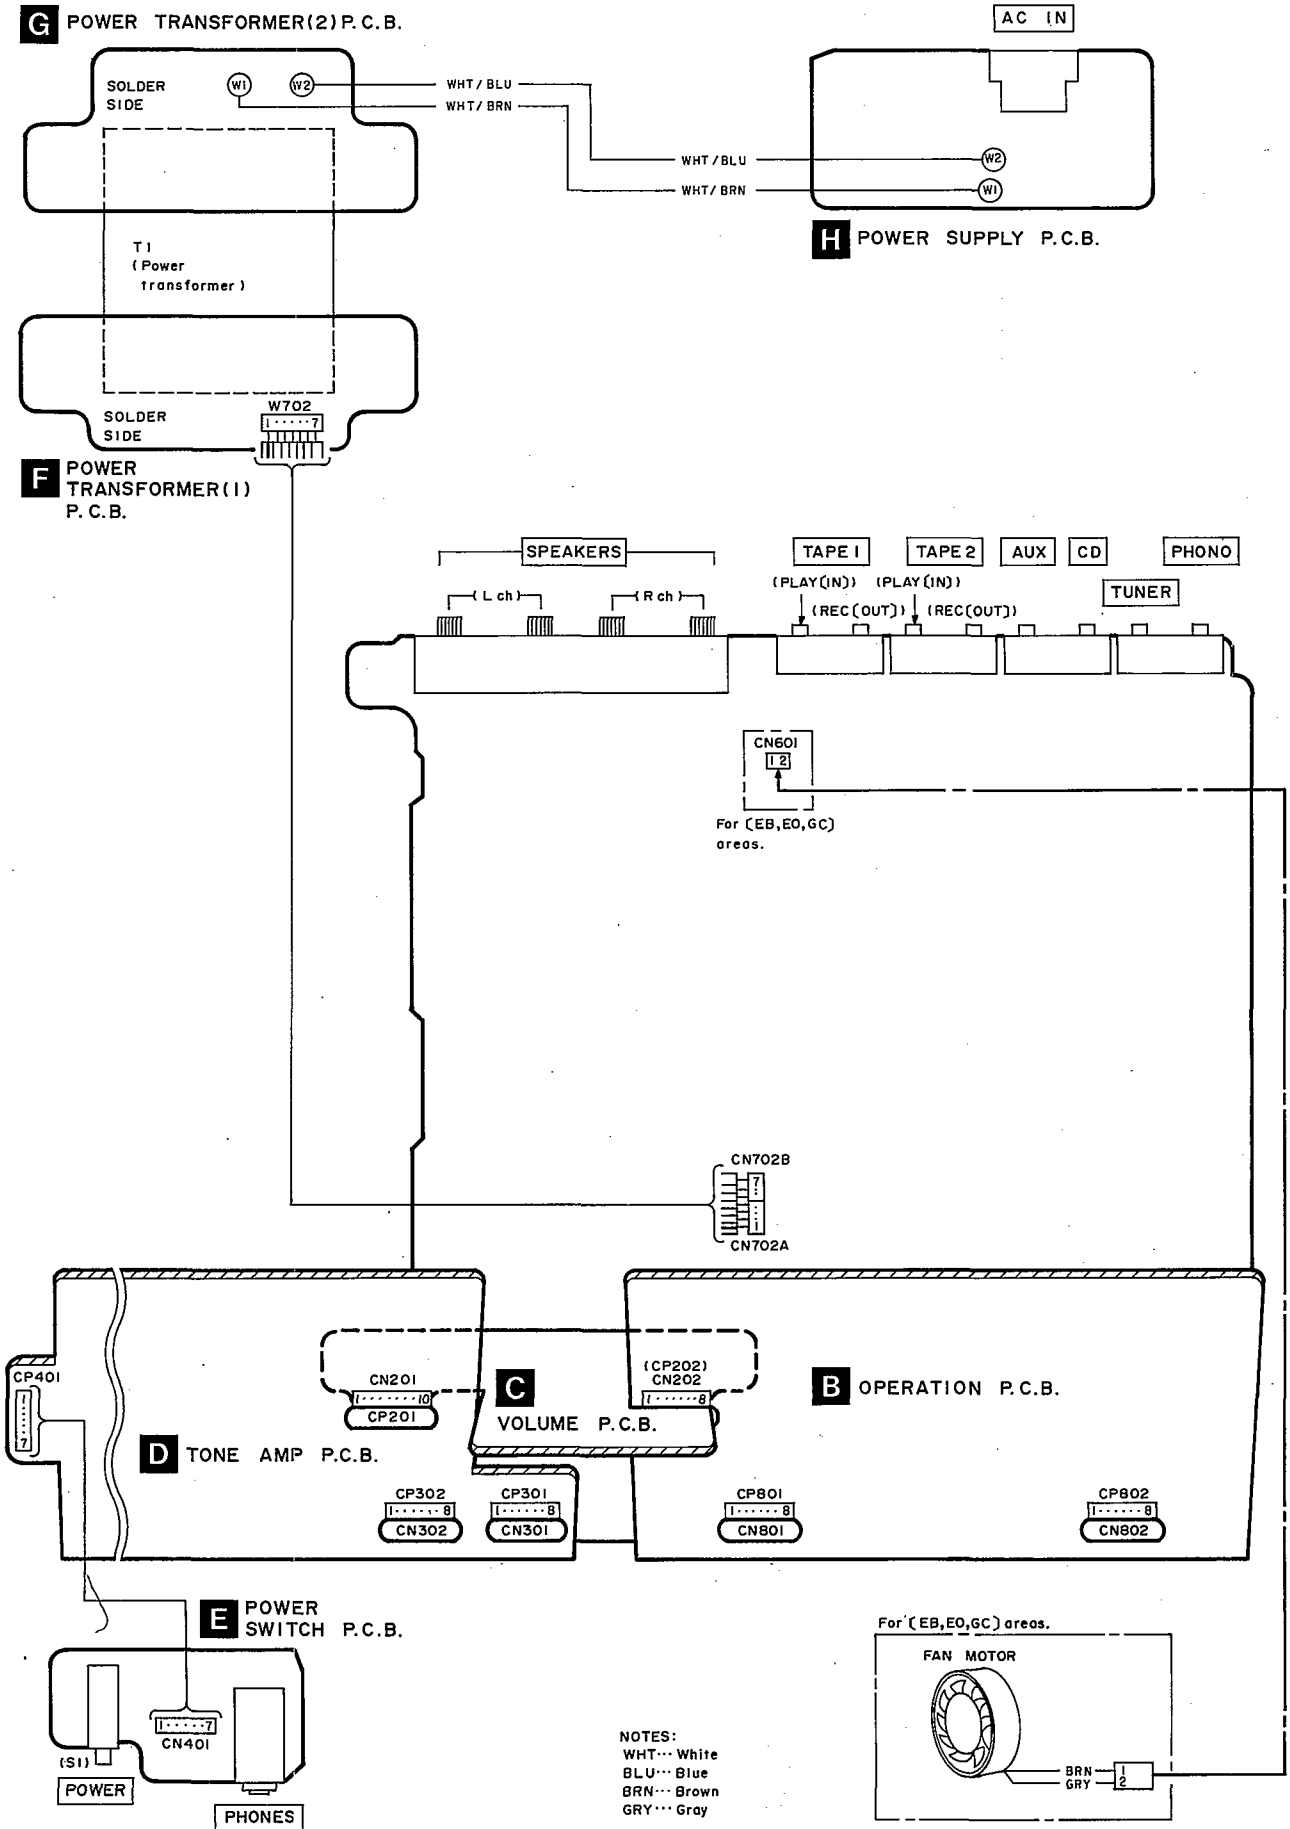 G POWER TRANSFORMER(2) P.C.B.
AC IN
SOLDER
SIDE
W1
W2
WHT/BLU
WHT/BRN
WHT/BLU
WHT/BRN
W2
W1
H POWER SUPPLY P.C.B.
T1
(Power
transformer)
SOLDER
SIDE
W702
1 ····· 7
F POWER
TRANSFORMER(1)
P.C.B.
SPEAKERS
TAPE 1
TAPE 2
AUX
CD
PHONO
TUNER
(PLAY(IN))
(PLAY(IN))
(L ch)
(R ch)
(REC(OUT))
(REC(OUT))
CN601
1 2
For (EB,EO,GC)
areas.
CN702B
7
1
CN702A
CP401
1 ····· 7
CN201
1 ······· 10
CP201
C
VOLUME P.C.B.
(CP202)
CN202
1 ······ 8
B OPERATION P.C.B.
D TONE AMP P.C.B.
CP302
1 ······ 8
CN302
CP301
1 ······ 8
CN301
CP801
1 ······ 8
CN801
CP802
1 ······ 8
CN802
E POWER
SWITCH P.C.B.
1 ····· 7
CN401
(S1)
POWER
PHONES
NOTES:
WHT··· White
BLU··· Blue
BRN··· Brown
GRY··· Gray
For (EB,EO,GC) areas.
FAN MOTOR
BRN 1
GRY 2